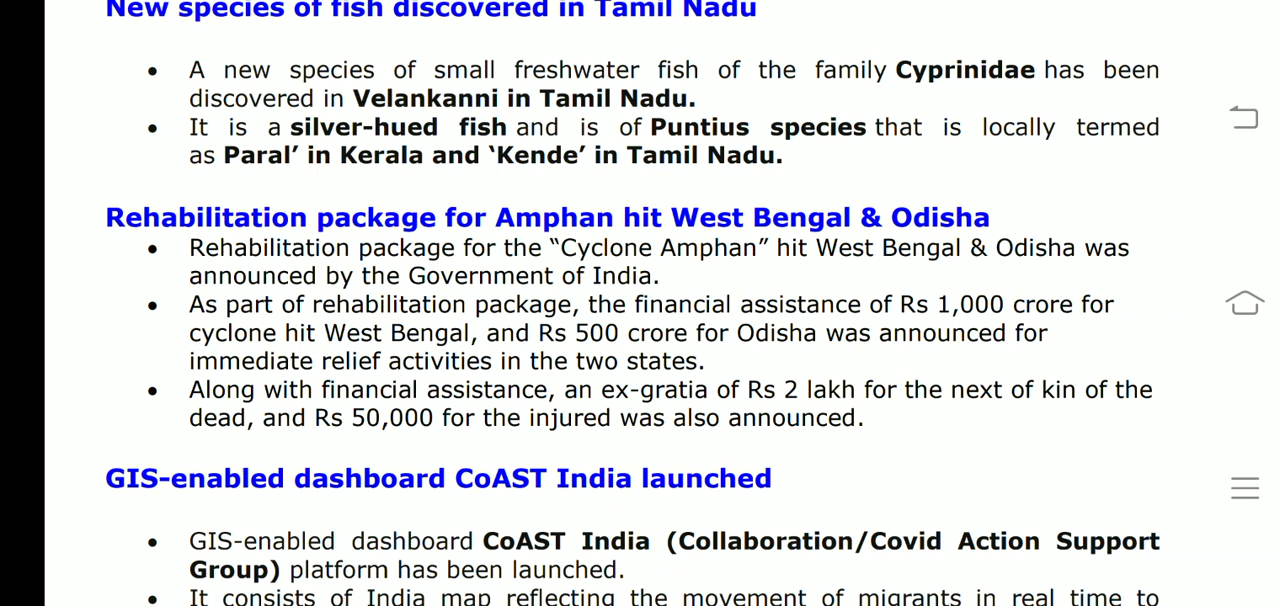 New species of fish discovered in Tamil Nadu
• A new species of small freshwater fish of the family Cyprinidae has been
discovered in Velankanni in Tamil Nadu.
• It is a silver-hued fish and is of Puntius species that is locally termed
as Paral’ in Kerala and ‘Kende’ in Tamil Nadu.
Rehabilitation package for Amphan hit West Bengal & Odisha
• Rehabilitation package for the “Cyclone Amphan” hit West Bengal & Odisha was
announced by the Government of India.
• As part of rehabilitation package, the financial assistance of Rs 1,000 crore for
cyclone hit West Bengal, and Rs 500 crore for Odisha was announced for
immediate relief activities in the two states.
• Along with financial assistance, an ex-gratia of Rs 2 lakh for the next of kin of the
dead, and Rs 50,000 for the injured was also announced.
GIS-enabled dashboard CoAST India launched
• GIS-enabled dashboard CoAST India (Collaboration/Covid Action Support
Group) platform has been launched.
• It consists of India map reflecting the movement of migrants in real time to